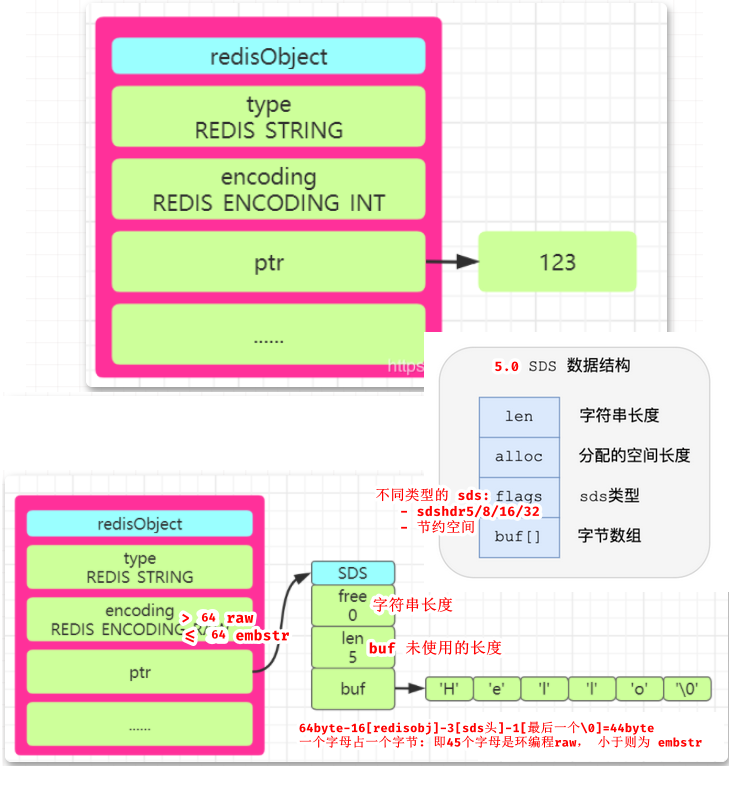 redisObject
type
REDIS STRING
encoding
REDIS ENCODING INT
ptr
123
......
https
5.0 SDS 数据结构
len 字符串长度
alloc 分配的空间长度
flags sds类型
buf[] 字节数组
不同类型的 sds:
- sdshdr5/8/16/32
- 节约空间
redisObject
type
REDIS STRING
encoding
REDIS ENCODING RAW
> 64 raw
≤ 64 embstr
ptr
......
SDS
free
0
字符串长度
len
5
buf 未使用的长度
buf
'H' 'e' 'l' 'l' 'o' '\0'
64byte-16[redisobj]-3[sds头]-1[最后一个\0]=44byte
一个字母占一个字节: 即45个字母是环编程raw, 小于则为 embstr